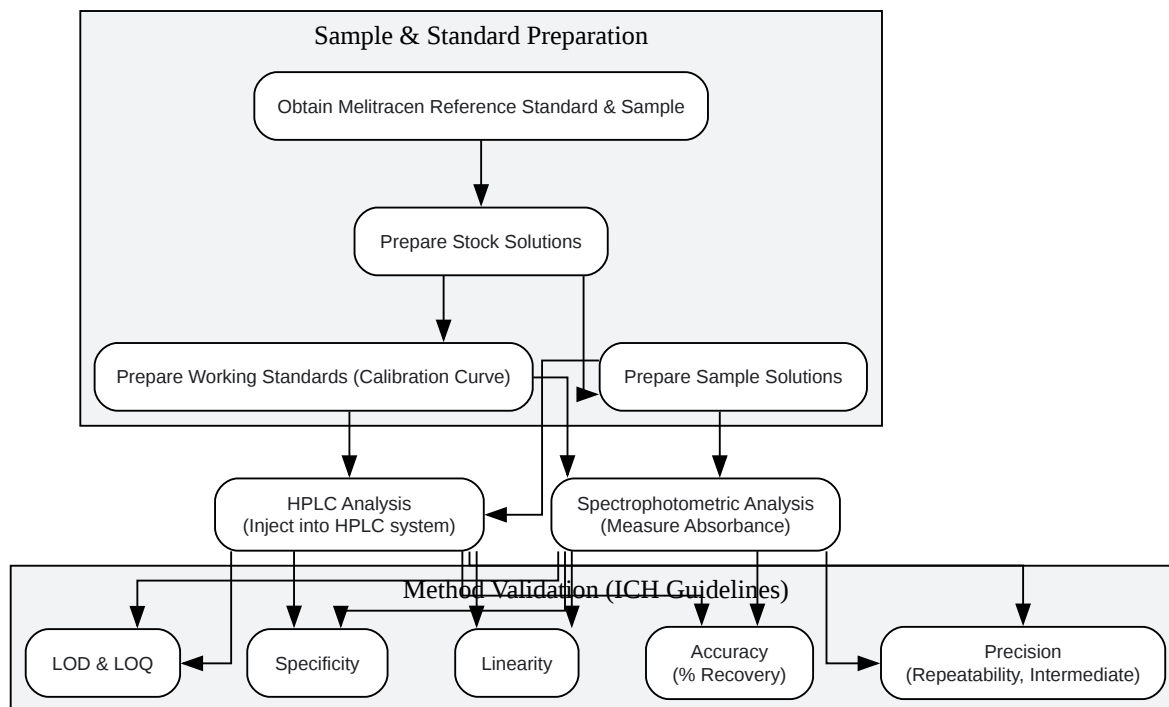 Sample & Standard Preparation
Obtain Melitracen Reference Standard & Sample
Prepare Stock Solutions
Prepare Working Standards (Calibration Curve)
Prepare Sample Solutions
HPLC Analysis
(Inject into HPLC system)
Spectrophotometric Analysis
(Measure Absorbance)
Method Validation (ICH Guidelines)
LOD & LOQ
Specificity
Linearity
Accuracy
(% Recovery)
Precision
(Repeatability, Intermediate)